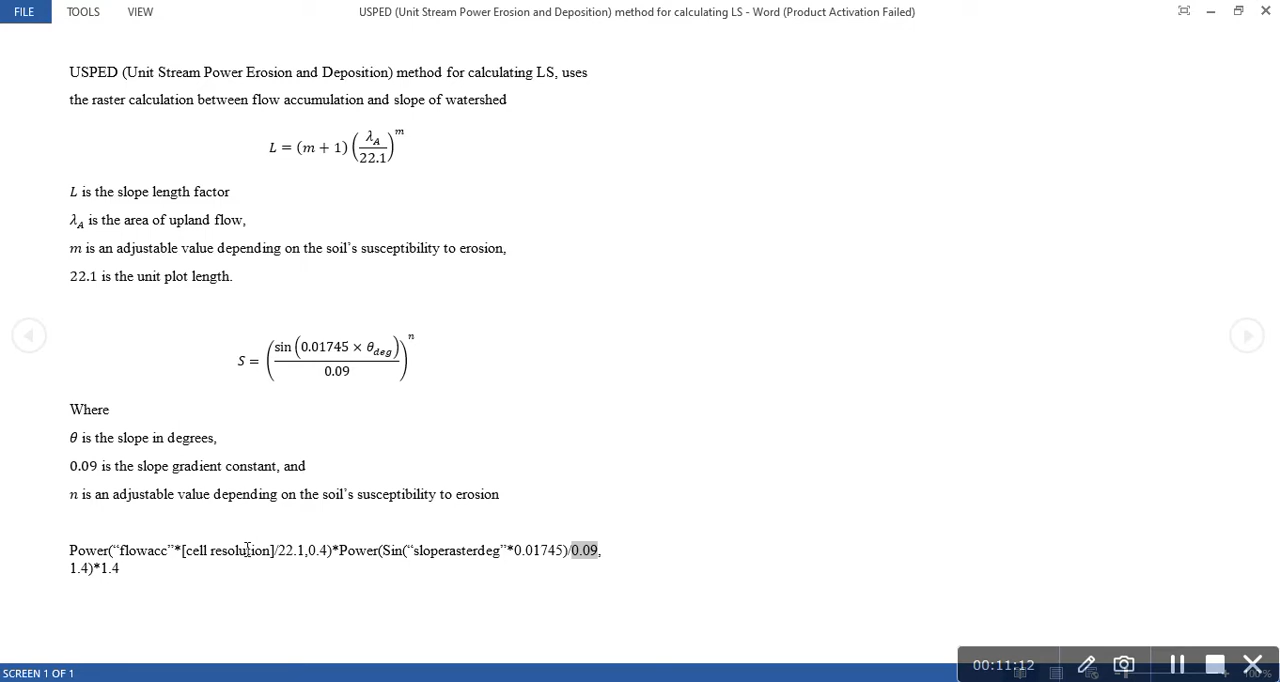 FILE TOOLS VIEW USPED (Unit Stream Power Erosion and Deposition) method for calculating LS - Word (Product Activation Failed)
USPED (Unit Stream Power Erosion and Deposition) method for calculating LS, uses
the raster calculation between flow accumulation and slope of watershed
L = (m + 1) (λ_A / 22.1)^m
L is the slope length factor
λ_A is the area of upland flow,
m is an adjustable value depending on the soil's susceptibility to erosion,
22.1 is the unit plot length.
S = (sin (0.01745 × θ_deg) / 0.09)^n
Where
θ is the slope in degrees,
0.09 is the slope gradient constant, and
n is an adjustable value depending on the soil's susceptibility to erosion
Power(“flowacc”*[cell resolution]/22.1,0.4)*Power(Sin(“sloperasterdeg”*0.01745)/0.09,
1.4)*1.4
00:11:12
SCREEN 1 OF 1 100 %